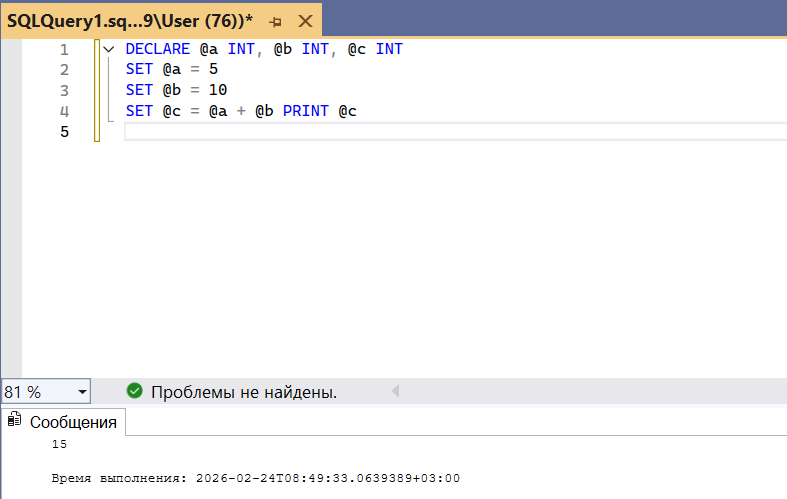 SQLQuery1.sq...9\User (76))*
1 DECLARE @a INT, @b INT, @c INT
2 SET @a = 5
3 SET @b = 10
4 SET @c = @a + @b PRINT @c
5
81 % Проблемы не найдены.
Сообщения
15
Время выполнения: 2026-02-24T08:49:33.0639389+03:00